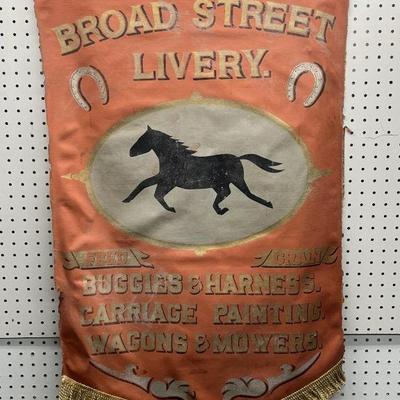 BROAD STREET
LIVERY.
FEED GRAIN
BUGGIES & HARNESS.
CARRIAGE PAINTING.
WAGONS & MOWERS.